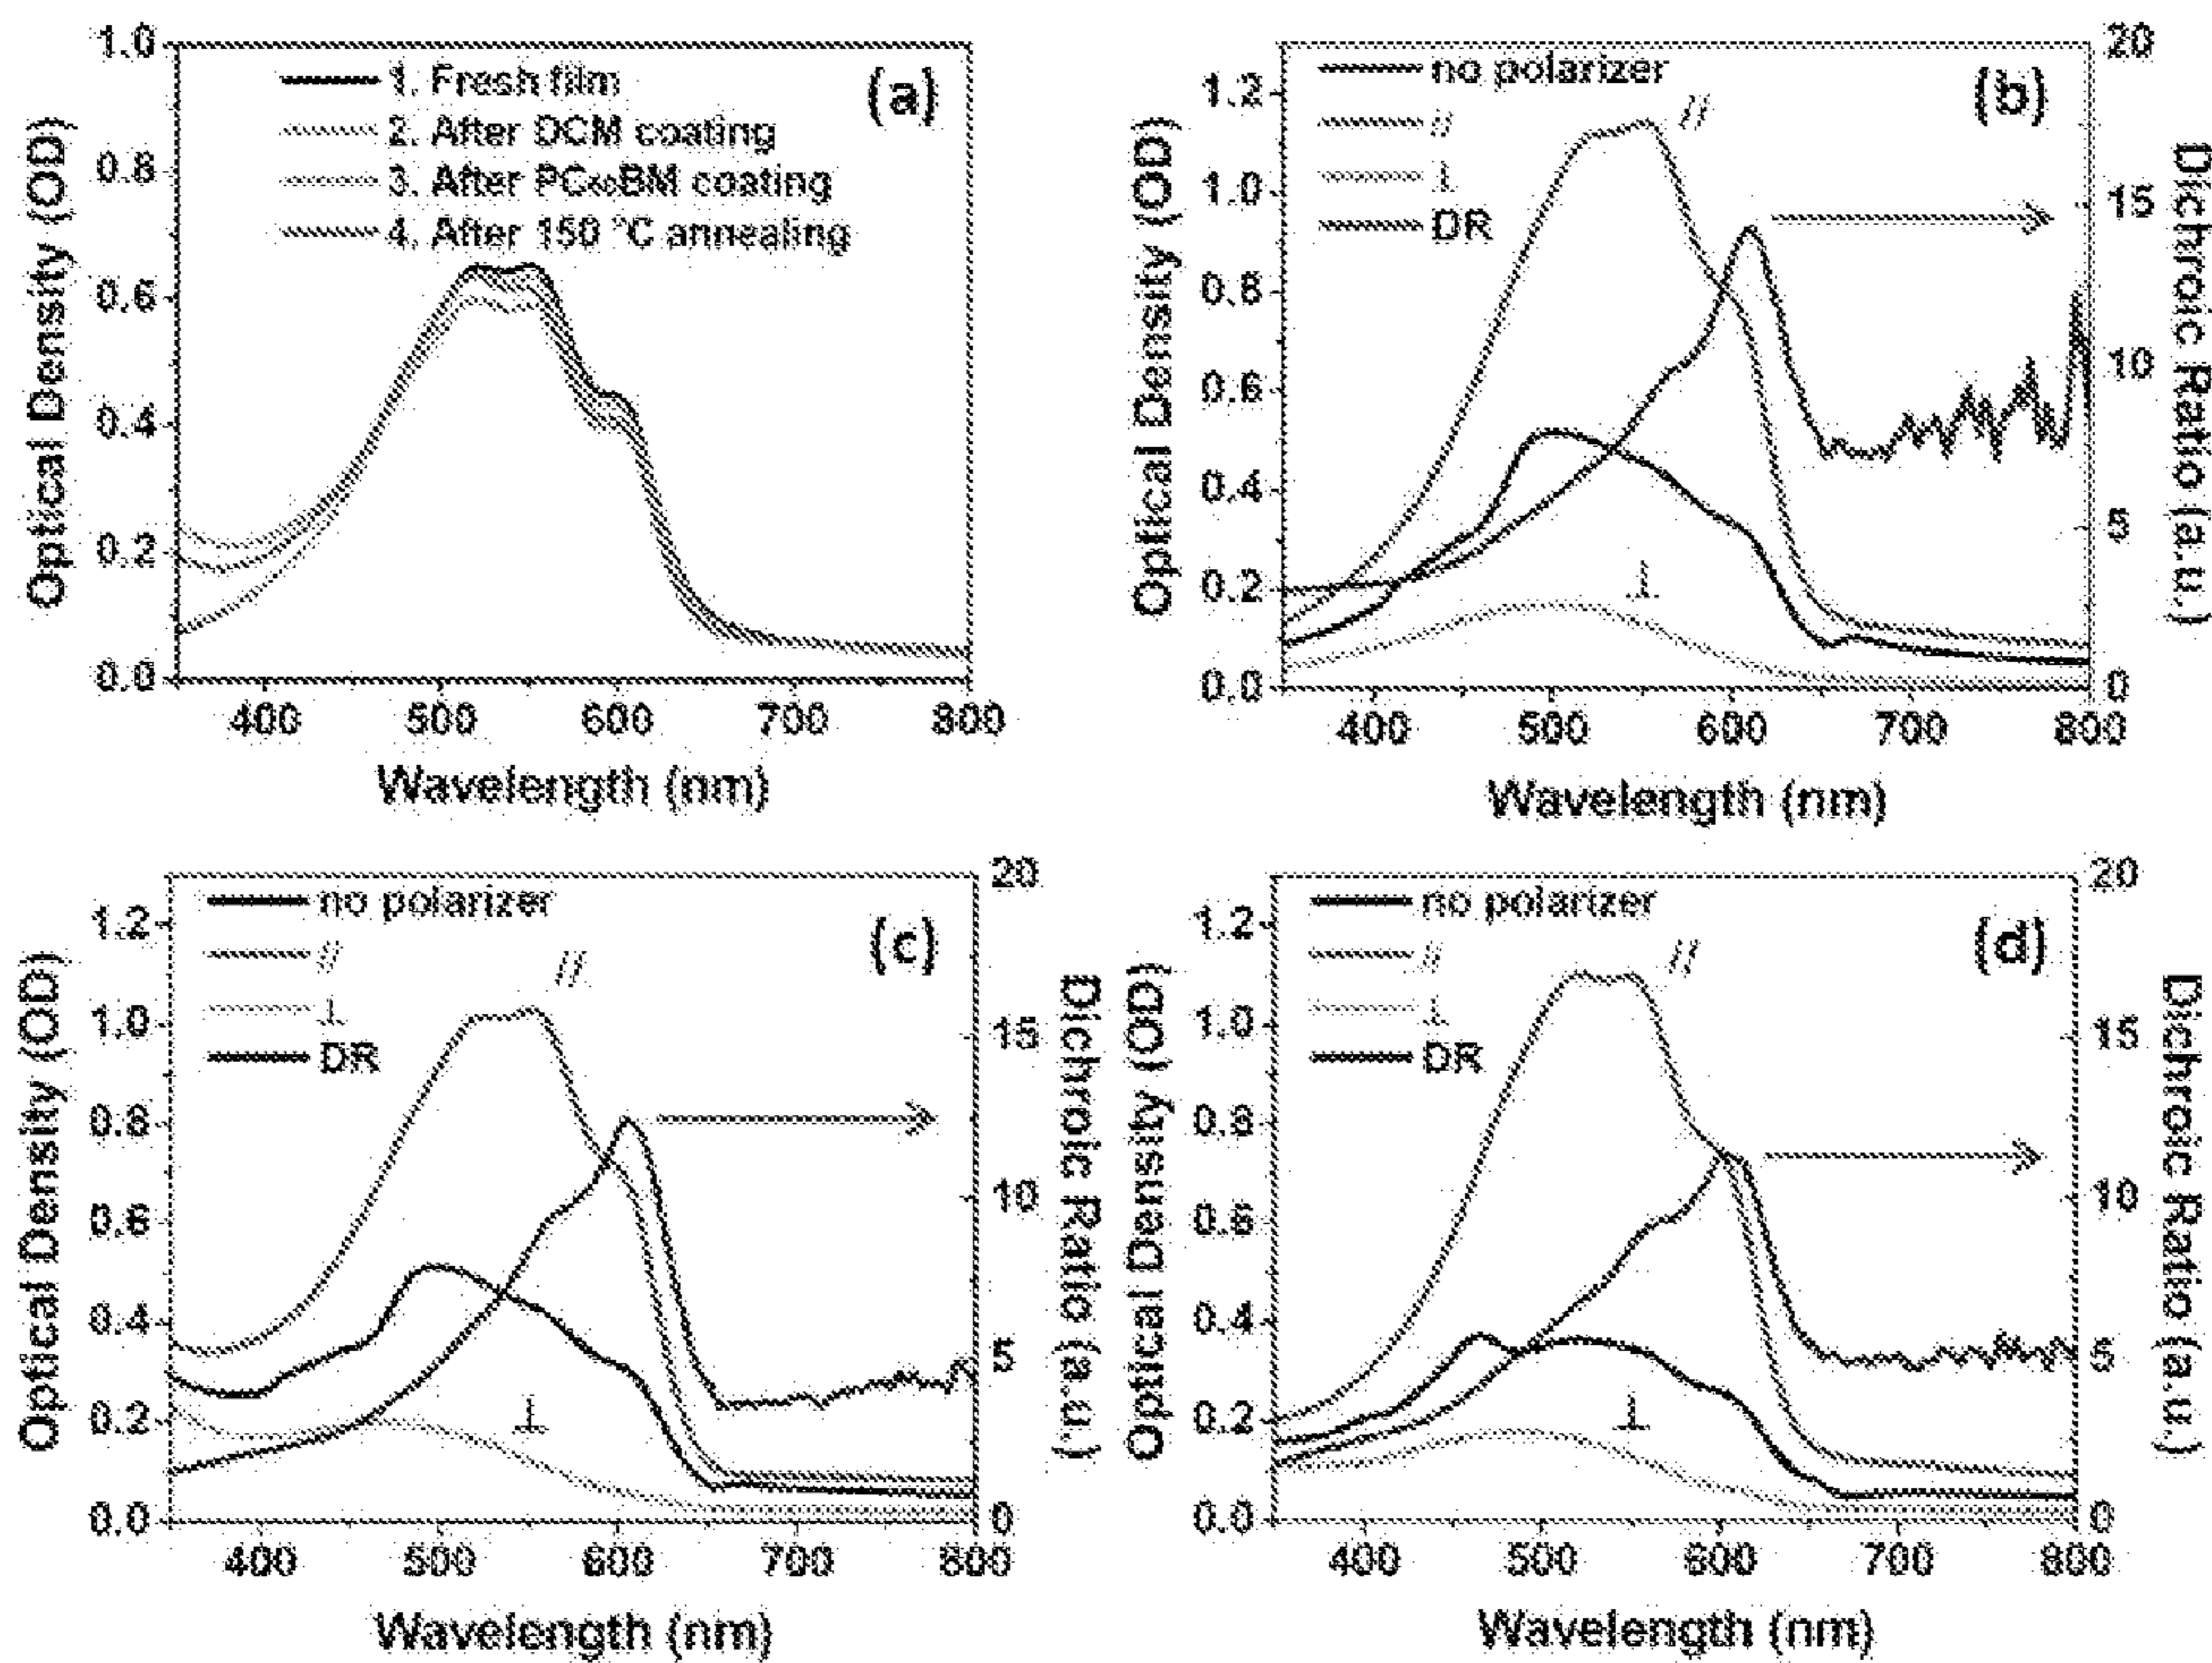 (a)
1. Fresh film
2. After DCM coating
3. After PC60BM coating
4. After 150 °C annealing
Optical Density (OD)
1.0
0.8
0.6
0.4
0.2
0.0
400 500 600 700 800
Wavelength (nm)
(b)
no polarizer
//
⊥
DR
//
⊥
Optical Density (OD)
1.2
1.0
0.8
0.6
0.4
0.2
0.0
20
15
10
5
0
Dichroic Ratio (a.u.)
400 500 600 700 800
Wavelength (nm)
(c)
no polarizer
//
⊥
DR
//
⊥
Optical Density (OD)
1.2
1.0
0.8
0.6
0.4
0.2
0.0
20
15
10
5
0
Dichroic Ratio (a.u.)
400 500 600 700 800
Wavelength (nm)
(d)
no polarizer
//
⊥
DR
//
⊥
Optical Density (OD)
1.2
1.0
0.8
0.6
0.4
0.2
0.0
20
15
10
5
0
Dichroic Ratio (a.u.)
400 500 600 700 800
Wavelength (nm)